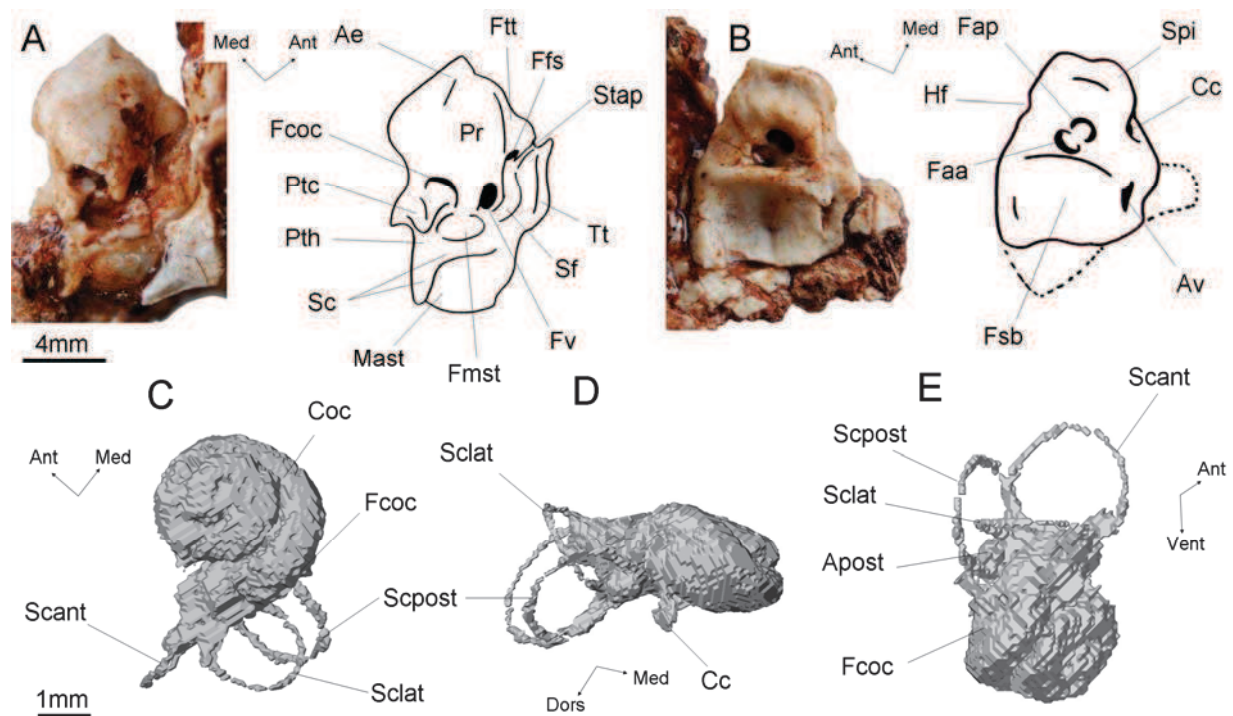 A
Med
Ant
Ae
Ftt
Ffs
Stap
Fcoc
Pr
Ptc
Pth
Tt
Sf
Sc
Fv
Mast
Fmst
4mm
B
Ant
Med
Fap
Spi
Hf
Cc
Faa
Av
Fsb
C
Ant
Med
Coc
Fcoc
Scant
Scpost
Sclat
1mm
D
Sclat
Med
Dors
Cc
E
Scant
Scpost
Sclat
Ant
Vent
Apost
Fcoc